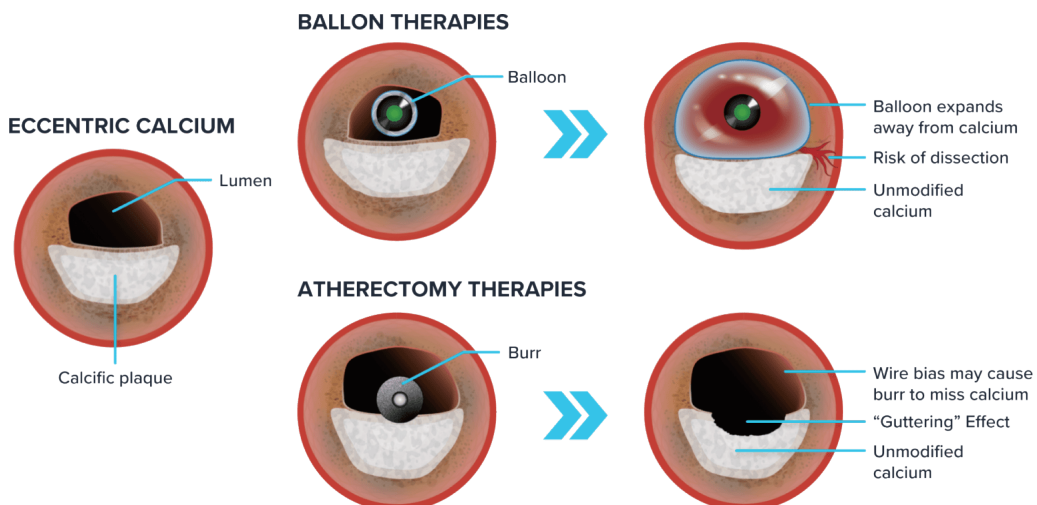 BALLON THERAPIES
Balloon
Balloon expands
away from calcium
Risk of dissection
Unmodified
calcium
ECCENTRIC CALCIUM
Lumen
Calcific plaque
ATHERECTOMY THERAPIES
Burr
Wire bias may cause
burr to miss calcium
“Guttering” Effect
Unmodified
calcium